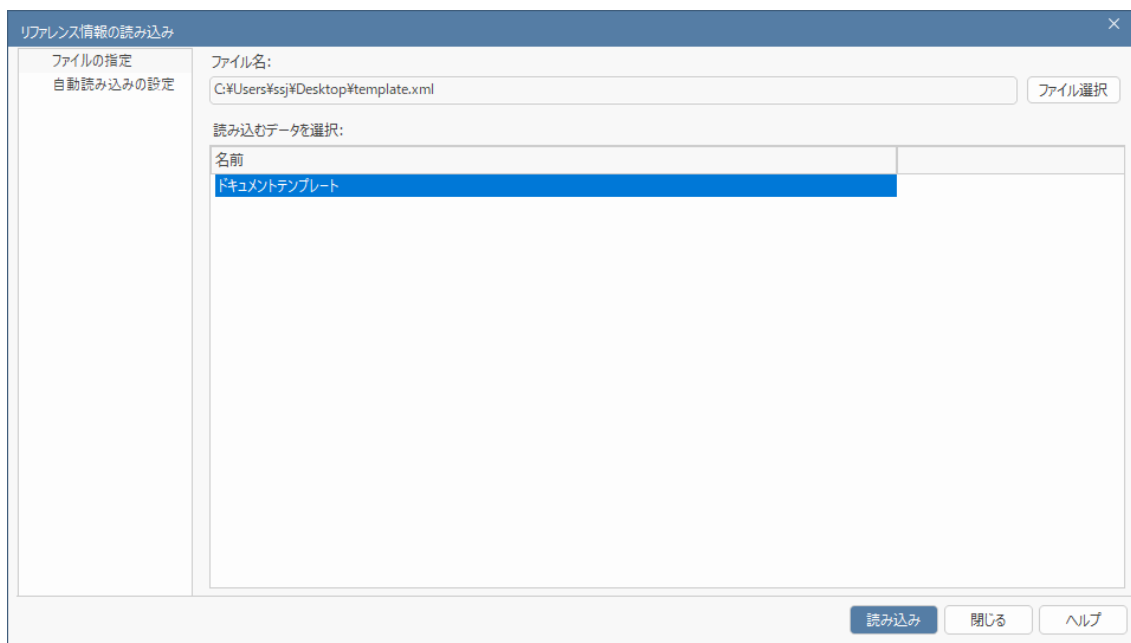 リファレンス情報の読み込み
ファイルの指定
自動読み込みの設定
ファイル名:
C:¥Users¥ssj¥Desktop¥template.xml
ファイル選択
読み込むデータを選択:
名前
ドキュメントテンプレート
読み込み
閉じる
ヘルプ